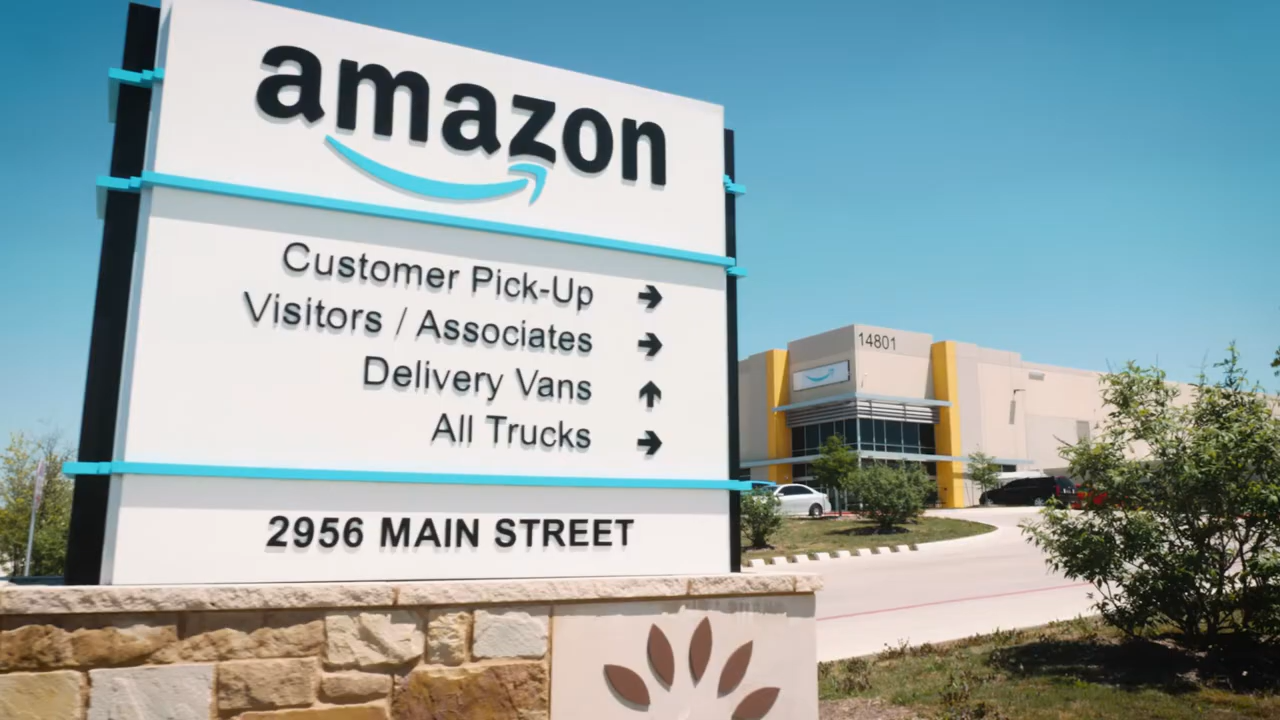 amazon
Customer Pick-Up →
Visitors / Associates →
Delivery Vans ↑
All Trucks →
2956 MAIN STREET
14801